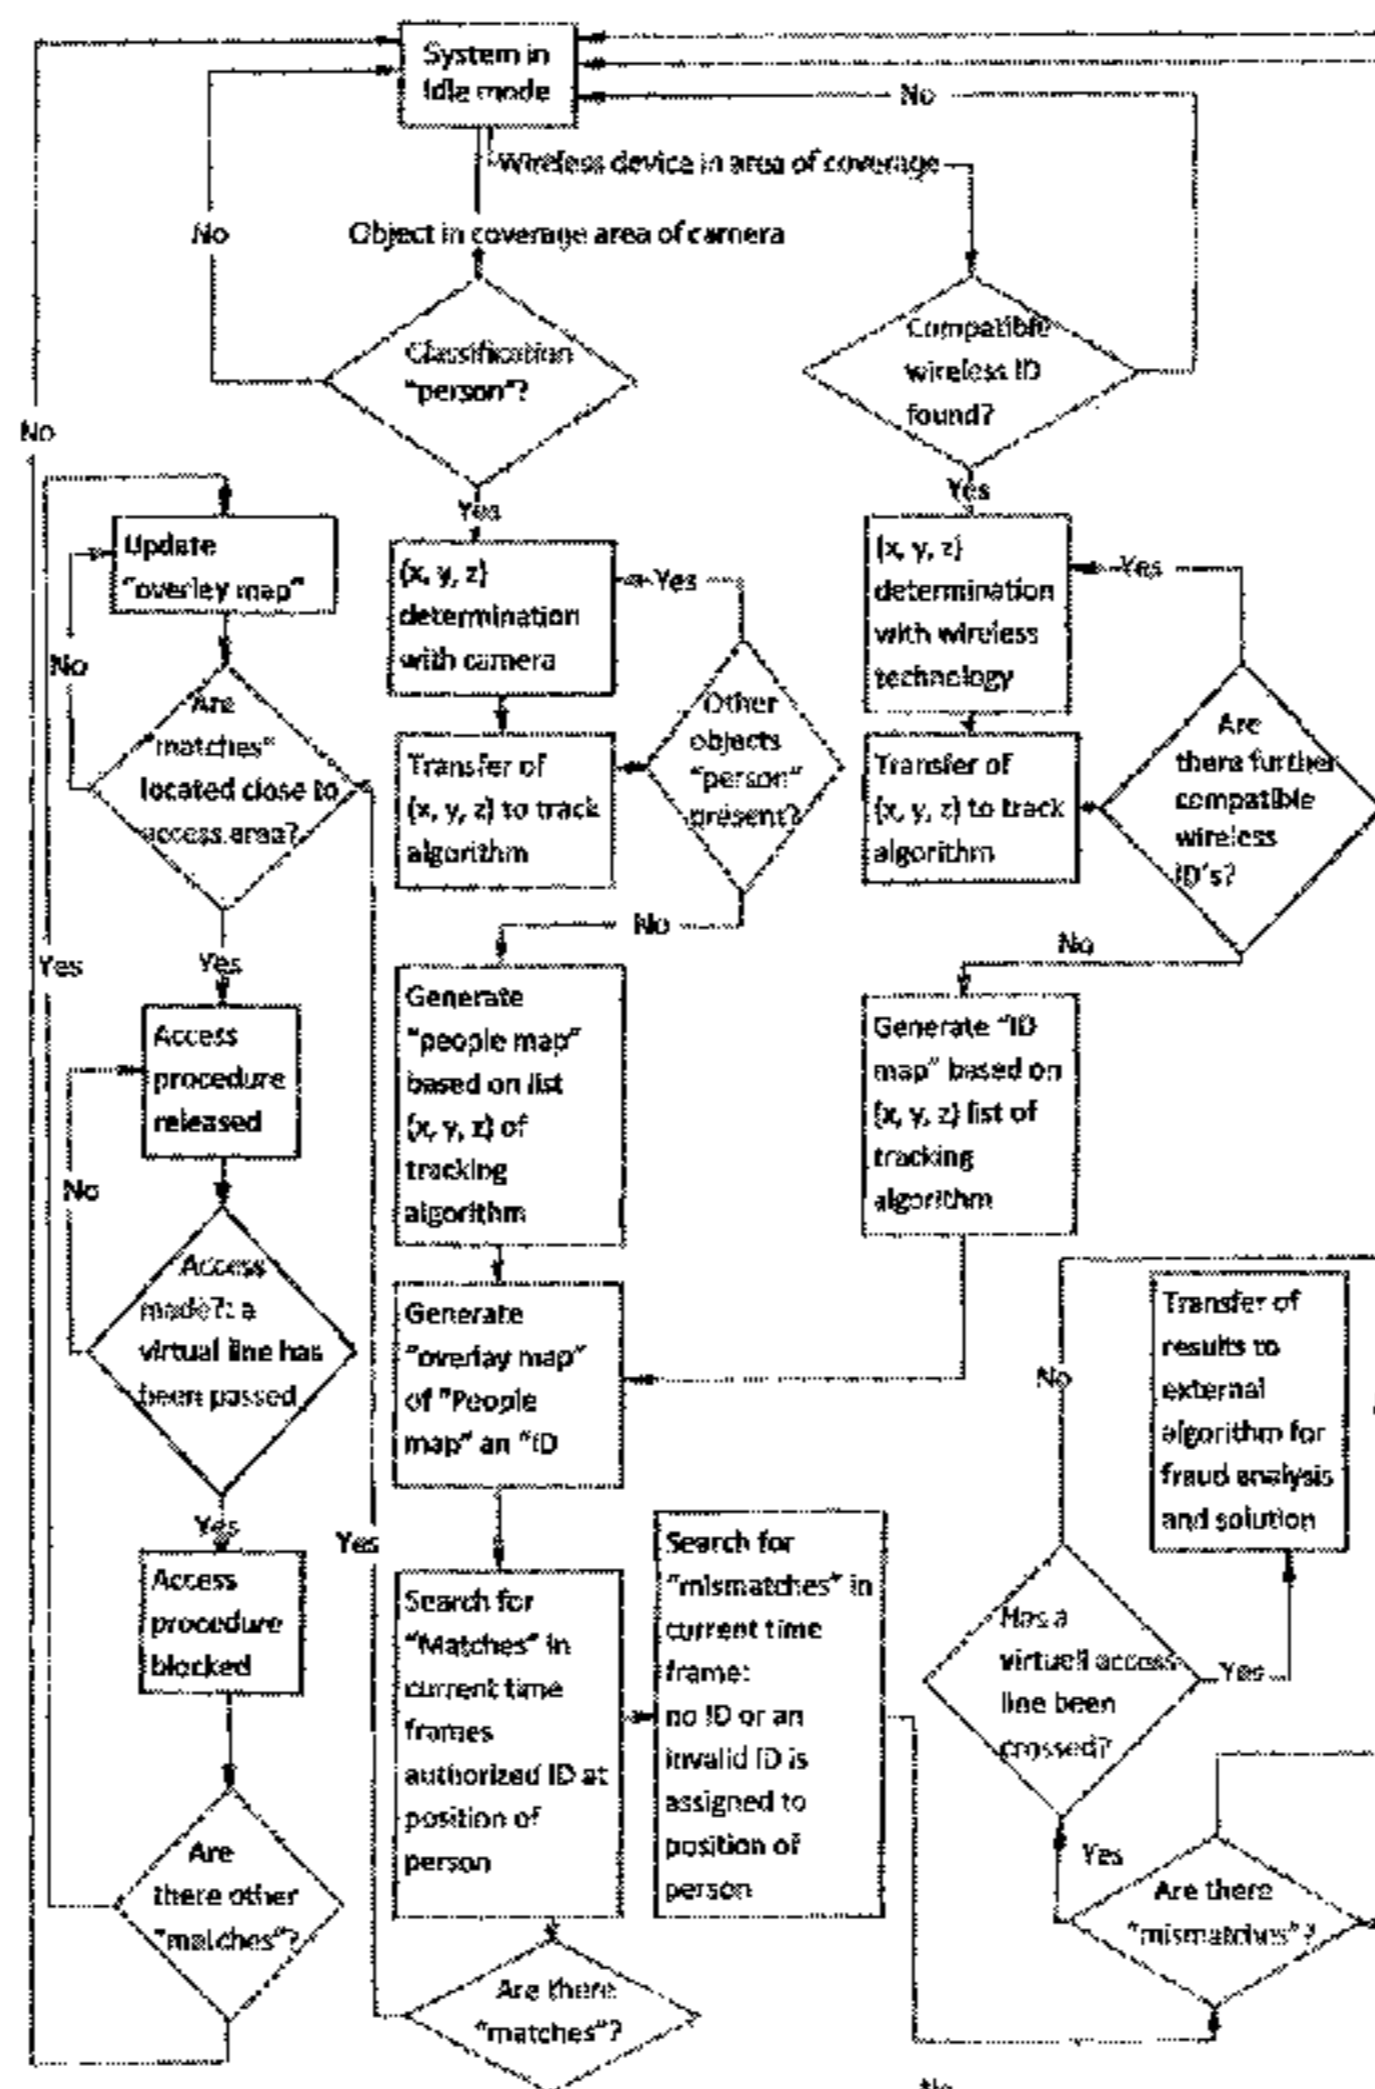 System in
Idle mode
No
Wireless device in area of coverage
No
Object in coverage area of camera
Compatible
wireless ID
found?
Classification
"person"?
No
Yes
Yes
Update
"overlay map"
(x, y, z)
determination
with camera
Yes
(x, y, z)
determination
with wireless
technology
Yes
No
Are
"matches"
located close to
access area?
Other
objects
"person"
present?
Are
there further
compatible
wireless
ID's?
Transfer of
(x, y, z) to track
algorithm
Transfer of
(x, y, z) to track
algorithm
No
No
Yes
Yes
Generate
"people map"
based on list
(x, y, z) of
tracking
algorithm
Generate "ID
map" based on
(x, y, z) list of
tracking
algorithm
Access
procedure
released
No
Access
made?: a
virtual line has
been passed
Generate
"overlay map"
of "People
map" an "ID
Transfer of
results to
external
algorithm for
fraud analysis
and solution
No
Yes
Yes
Access
procedure
blocked
Search for
"Matches" in
current time
frames
authorized ID at
position of
person
Search for
"mismatches" in
current time
frame:
no ID or an
invalid ID is
assigned to
position of
person
Has a
virtuell access
line been
crossed?
Yes
Yes
Are
there other
"matches"?
Are there
"mismatches"?
Are there
"matches"?